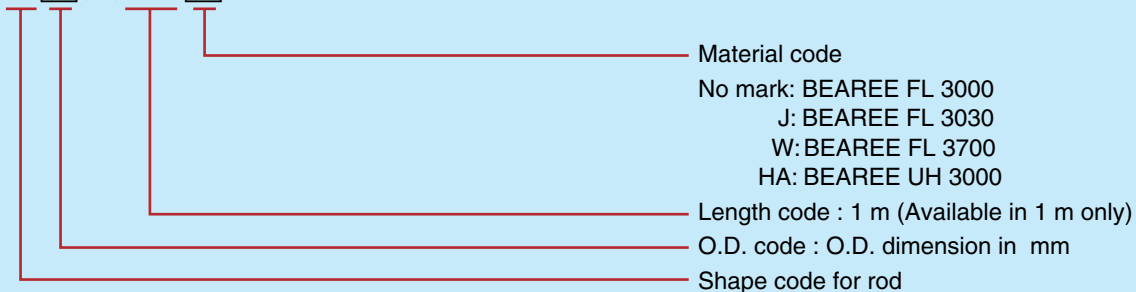 Material code
No mark: BEAREE FL 3000
J: BEAREE FL 3030
W: BEAREE FL 3700
HA: BEAREE UH 3000
Length code : 1 m (Available in 1 m only)
O.D. code : O.D. dimension in mm
Shape code for rod